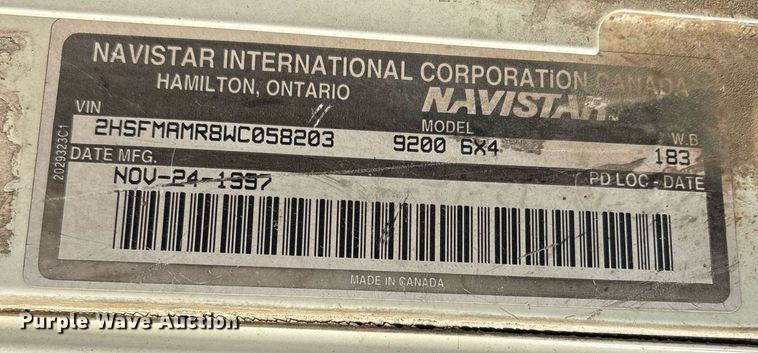 NAVISTAR INTERNATIONAL CORPORATION CANADA
HAMILTON, ONTARIO NAVISTAR
VIN MODEL W.B
2HSFMAMR8WC058203 9200 6X4 183
DATE MFG. PD LOC - DATE
NOV-24-1997
MADE IN CANADA
2029323C1
Purple Wave Auction